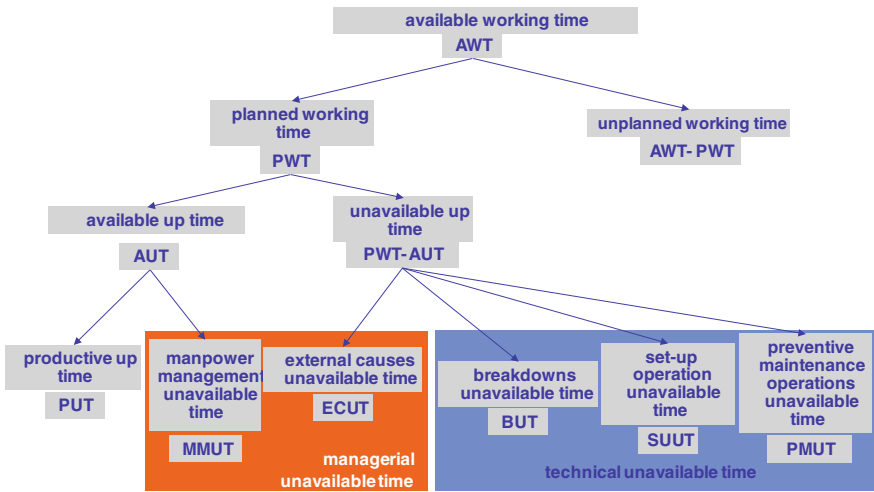 available working time
AWT
planned working
time
PWT
unplanned working time
AWT- PWT
available up time
AUT
unavailable up
time
PWT- AUT
productive up
time
PUT
manpower
management
unavailable
time
MMUT
external causes
unavailable time
ECUT
managerial
unavailable time
breakdowns
unavailable time
BUT
set-up
operation
unavailable
time
SUUT
preventive
maintenance
operations
unavailable
time
PMUT
technical unavailable time